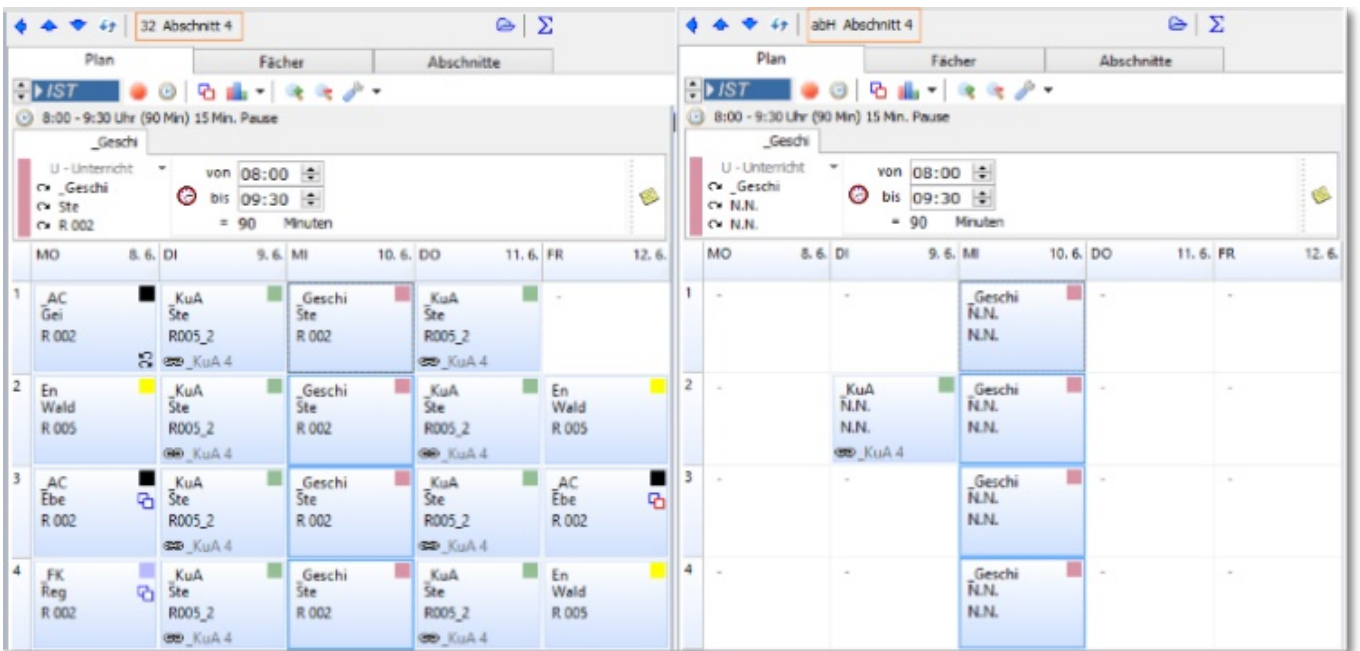 32 Abschnitt 4
Plan Fächer Abschnitte
IST
8:00 - 9:30 Uhr (90 Min) 15 Min. Pause
_Geschi
U - Unterricht
_Geschi
Ste
R 002
von 08:00
bis 09:30
= 90 Minuten
MO 8. 6. DI 9. 6. MI 10. 6. DO 11. 6. FR 12. 6.
1
_AC
Gei
R 002
_KuA
Ste
R005_2
_KuA 4
_Geschi
Ste
R 002
_KuA
Ste
R005_2
_KuA 4
-
2
En
Wald
R 005
_KuA
Ste
R005_2
_KuA 4
_Geschi
Ste
R 002
_KuA
Ste
R005_2
_KuA 4
En
Wald
R 005
3
_AC
Ebe
R 002
_KuA
Ste
R005_2
_KuA 4
_Geschi
Ste
R 002
_KuA
Ste
R005_2
_KuA 4
_AC
Ebe
R 002
4
_FK
Reg
R 002
_KuA
Ste
R005_2
_KuA 4
_Geschi
Ste
R 002
_KuA
Ste
R005_2
_KuA 4
En
Wald
R 005
abH Abschnitt 4
Plan Fächer Abschnitte
IST
8:00 - 9:30 Uhr (90 Min) 15 Min. Pause
_Geschi
U - Unterricht
_Geschi
N.N.
N.N.
von 08:00
bis 09:30
= 90 Minuten
MO 8. 6. DI 9. 6. MI 10. 6. DO 11. 6. FR 12. 6.
1
-
-
_Geschi
N.N.
N.N.
-
-
2
-
_KuA
N.N.
N.N.
_KuA 4
_Geschi
N.N.
N.N.
-
-
3
-
-
_Geschi
N.N.
N.N.
-
-
4
-
-
_Geschi
N.N.
N.N.
-
-